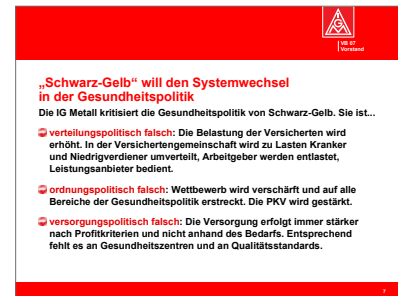 VB 07
Vorstand
„Schwarz-Gelb“ will den Systemwechsel
in der Gesundheitspolitik
Die IG Metall kritisiert die Gesundheitspolitik von Schwarz-Gelb. Sie ist...
verteilungspolitisch falsch: Die Belastung der Versicherten wird
erhöht. In der Versichertengemeinschaft wird zu Lasten Kranker
und Niedrigverdiener umverteilt, Arbeitgeber werden entlastet,
Leistungsanbieter bedient.
ordnungspolitisch falsch: Wettbewerb wird verschärft und auf alle
Bereiche der Gesundheitspolitik erstreckt. Die PKV wird gestärkt.
versorgungspolitisch falsch: Die Versorgung erfolgt immer stärker
nach Profitkriterien und nicht anhand des Bedarfs. Entsprechend
fehlt es an Gesundheitszentren und an Qualitätsstandards.
7